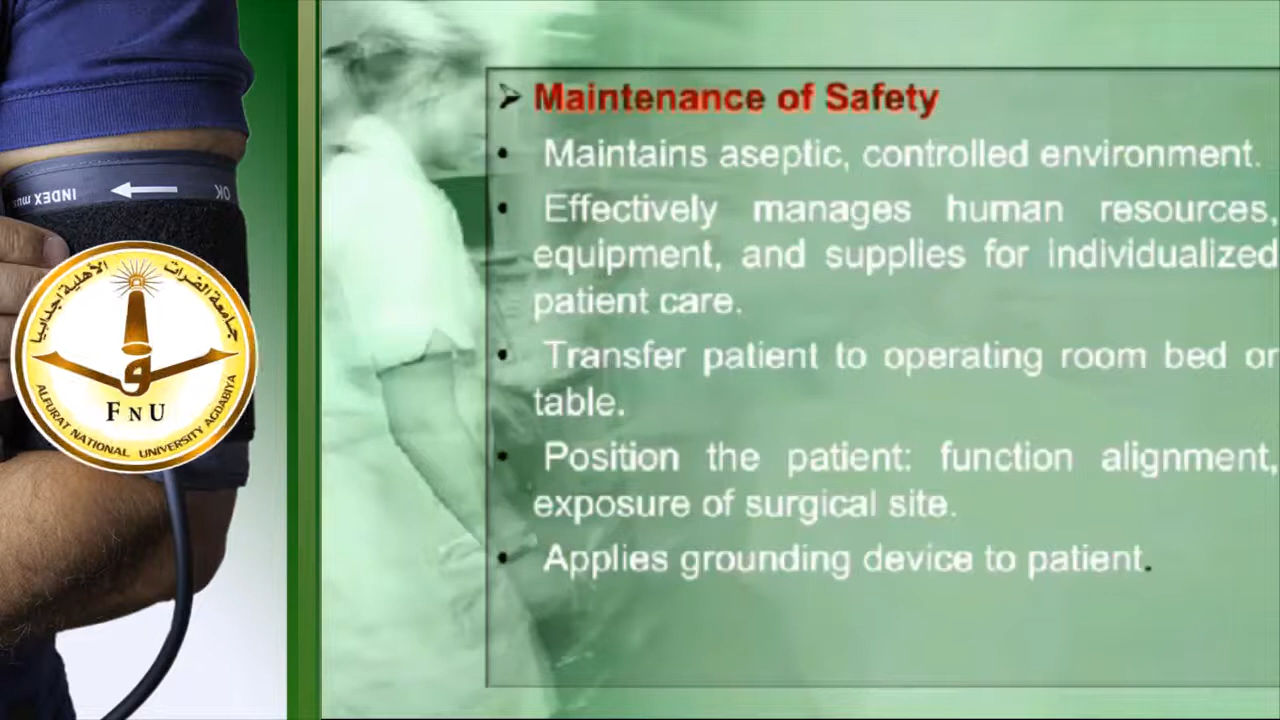 ➢ Maintenance of Safety
• Maintains aseptic, controlled environment.
• Effectively manages human resources,
equipment, and supplies for individualized
patient care.
• Transfer patient to operating room bed or
table.
• Position the patient: function alignment,
exposure of surgical site.
• Applies grounding device to patient.
INDEX
OK
جامعة الفرات الأهلية اجدابيا
FNU
ALFURAT NATIONAL UNIVERSITY AGDABIYA